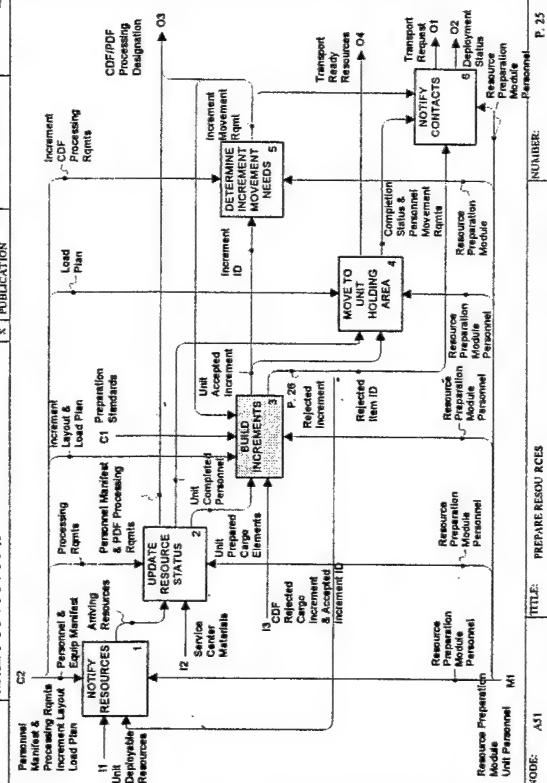 X PUBLICATION
C2
Personnel
Manifest &
Processing Rqmts
Increment Layout
Load Plan
Personnel &
Equip Manifest
Processing
Rqmts
Personnel Manifest
& PDF Processing
Rqmts
Increment
Layout &
Load Plan
C1 Preparation
Standards
Load
Plan
Increment
CDF
Processing
Rqmts
CDF/PDF
Processing
Designation
O3
I1
Unit
Deployable
Resources
NOTIFY
RESOURCES
1
Arriving
Resources
I2
Service
Center
Materials
UPDATE
RESOURCE
STATUS
2
Unit
Completed
Personnel
Unit
Prepared
Cargo
Elements
I3
CDF
Rejected
Cargo
Increment
& Accepted
Increment ID
BUILD
INCREMENTS
3
P. 26
Unit
Accepted
Increment
Increment
ID
Rejected
Increment
Rejected
Item ID
MOVE TO
UNIT
HOLDING
AREA
4
DETERMINE
INCREMENT
MOVEMENT
NEEDS
5
Increment
Movement
Rqmt
Completion
Status &
Personnel
Movement
Rqmts
Transport
Ready
Resources
O4
NOTIFY
CONTACTS
6
Transport
Request
O1
O2
Deployment
Status
Resource
Preparation
Module
Personnel
Resource
Preparation
Module
Resource
Preparation
Module
Personnel
Resource
Preparation
Module
Personnel
Resource
Preparation
Module
Personnel
Resource
Preparation
Module
Personnel
Resource Preparation
Module
Unit Personnel
M1
CODE: A51
TITLE: PREPARE RESOU RCES
NUMBER:
P. 25